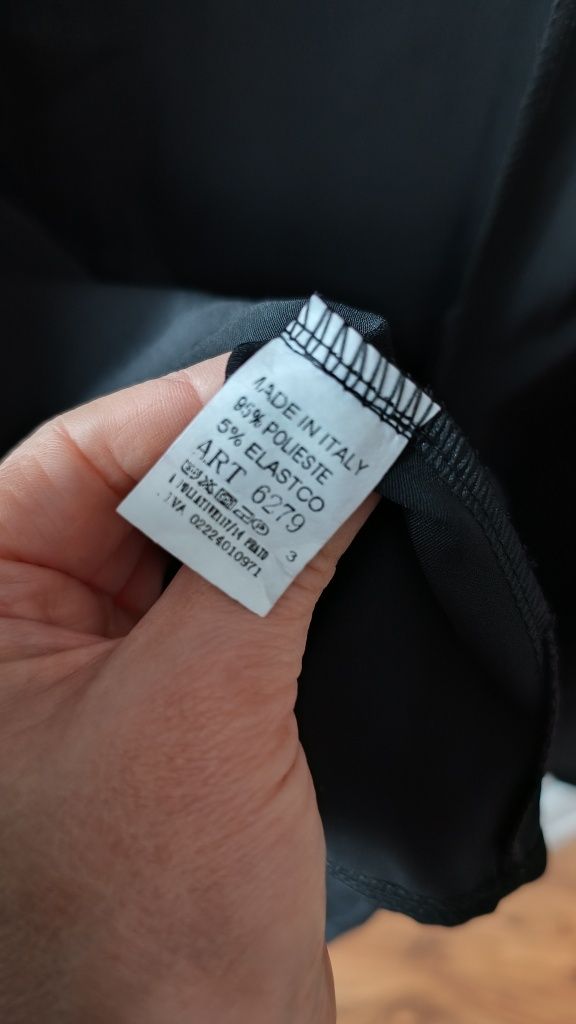 MADE IN ITALY
95% POLIESTE
5% ELASTCO
ART 6279
3
IVA 02224010971